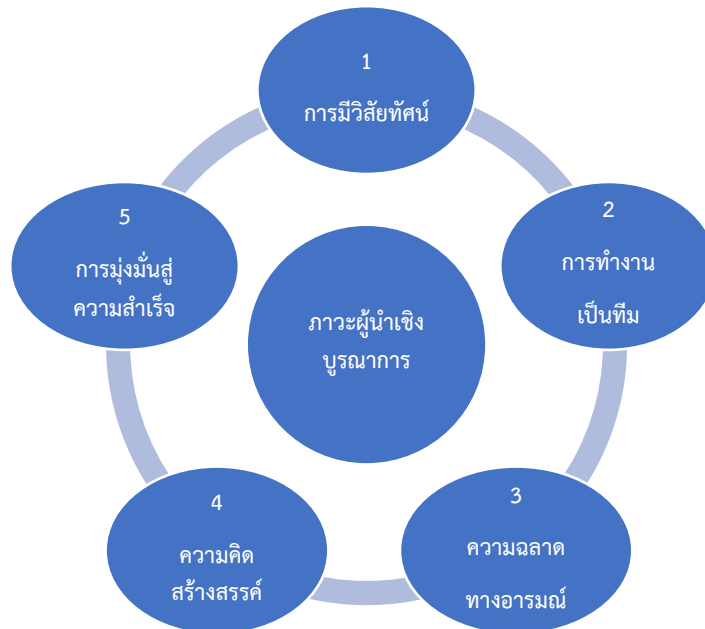 1
การมีวิสัยทัศน์
2
การทำงาน
เป็นทีม
3
ความฉลาด
ทางอารมณ์
4
ความคิด
สร้างสรรค์
5
การมุ่งมั่นสู่
ความสำเร็จ
ภาวะผู้นำเชิง
บูรณาการ